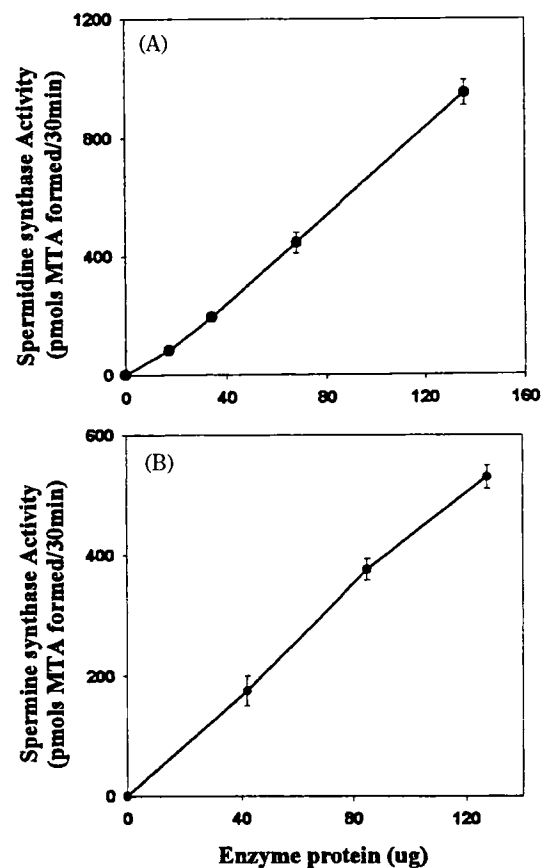 (A)
Spermidine synthase Activity
(pmols MTA formed/30min)
1200
800
400
0
0 40 80 120 160
(B)
Spermine synthase Activity
(pmols MTA formed/30min)
600
400
200
0
0 40 80 120
Enzyme protein (ug)